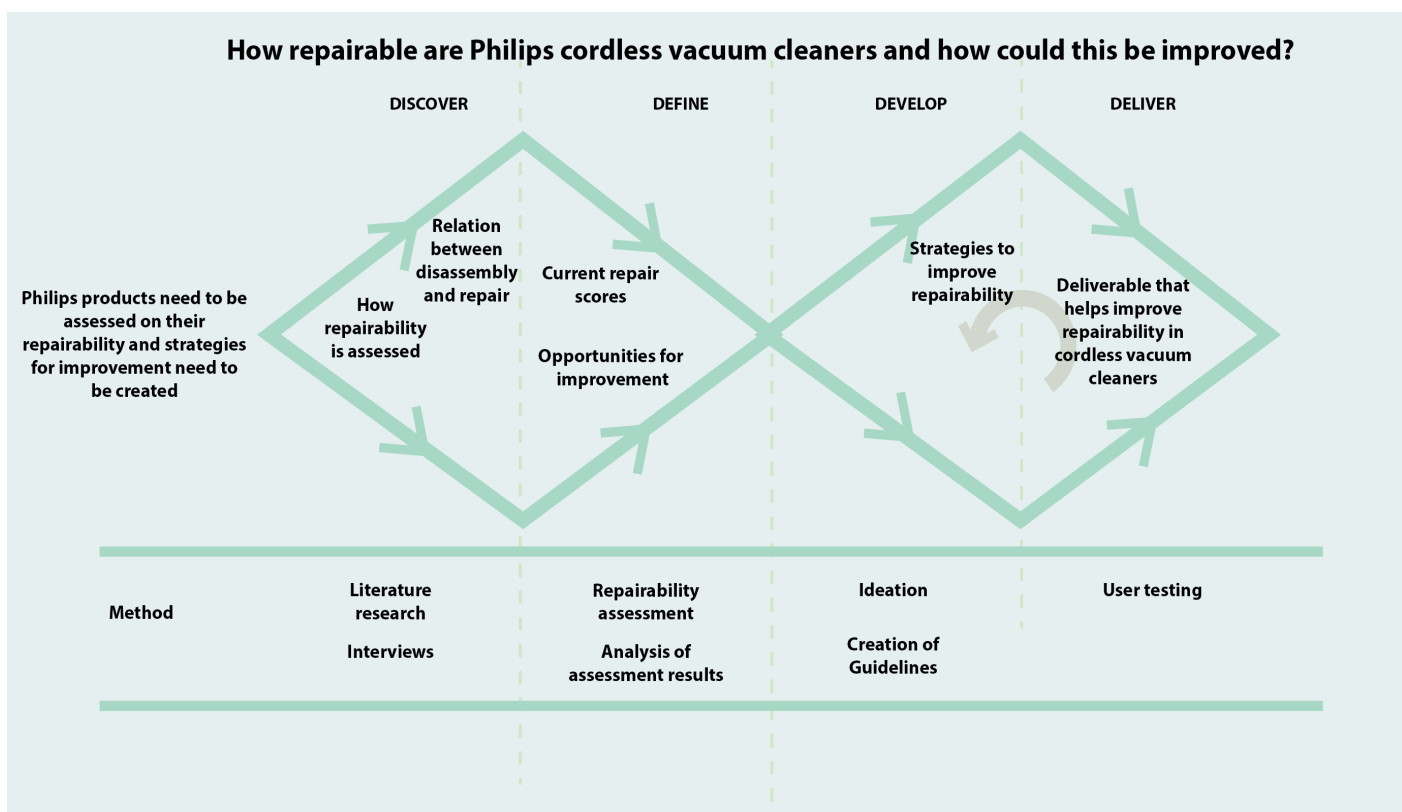 How repairable are Philips cordless vacuum cleaners and how could this be improved?
DISCOVER
DEFINE
DEVELOP
DELIVER
Philips products need to be
assessed on their
repairability and strategies
for improvement need to
be created
How
repairability
is assessed
Relation
between
disassembly
and repair
Current repair
scores
Opportunities for
improvement
Strategies to
improve
repairability
Deliverable that
helps improve
repairability in
cordless vacuum
cleaners
Method
Literature
research
Interviews
Repairability
assessment
Analysis of
assessment results
Ideation
Creation of
Guidelines
User testing